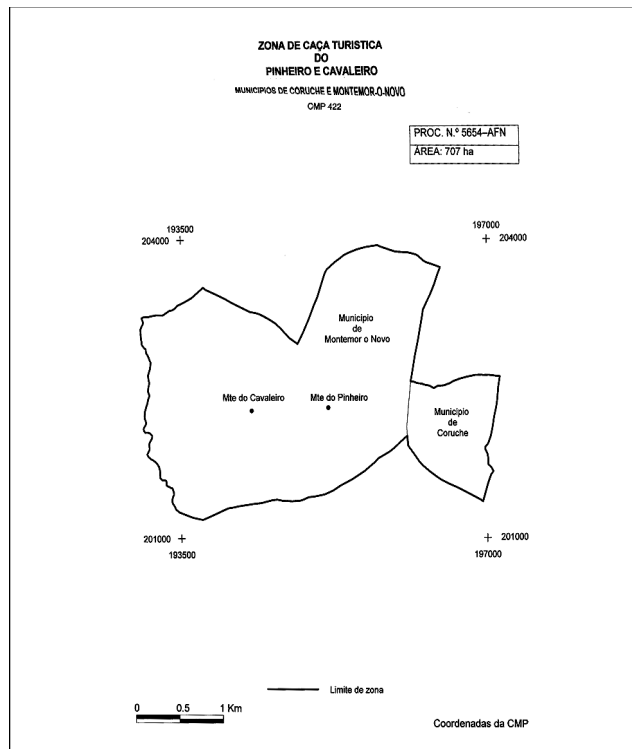 ZONA DE CAÇA TURISTICA
DO
PINHEIRO E CAVALEIRO
MUNICIPIOS DE CORUCHE E MONTEMOR-O-NOVO
CMP 422
PROC. N.º 5654–AFN
ÁREA: 707 ha
193500
204000
197000
204000
Municipio
de
Montemor o Novo
Mte do Cavaleiro
Mte do Pinheiro
Município
de
Coruche
201000
193500
201000
197000
Limite de zona
0 0.5 1 Km
Coordenadas da CMP